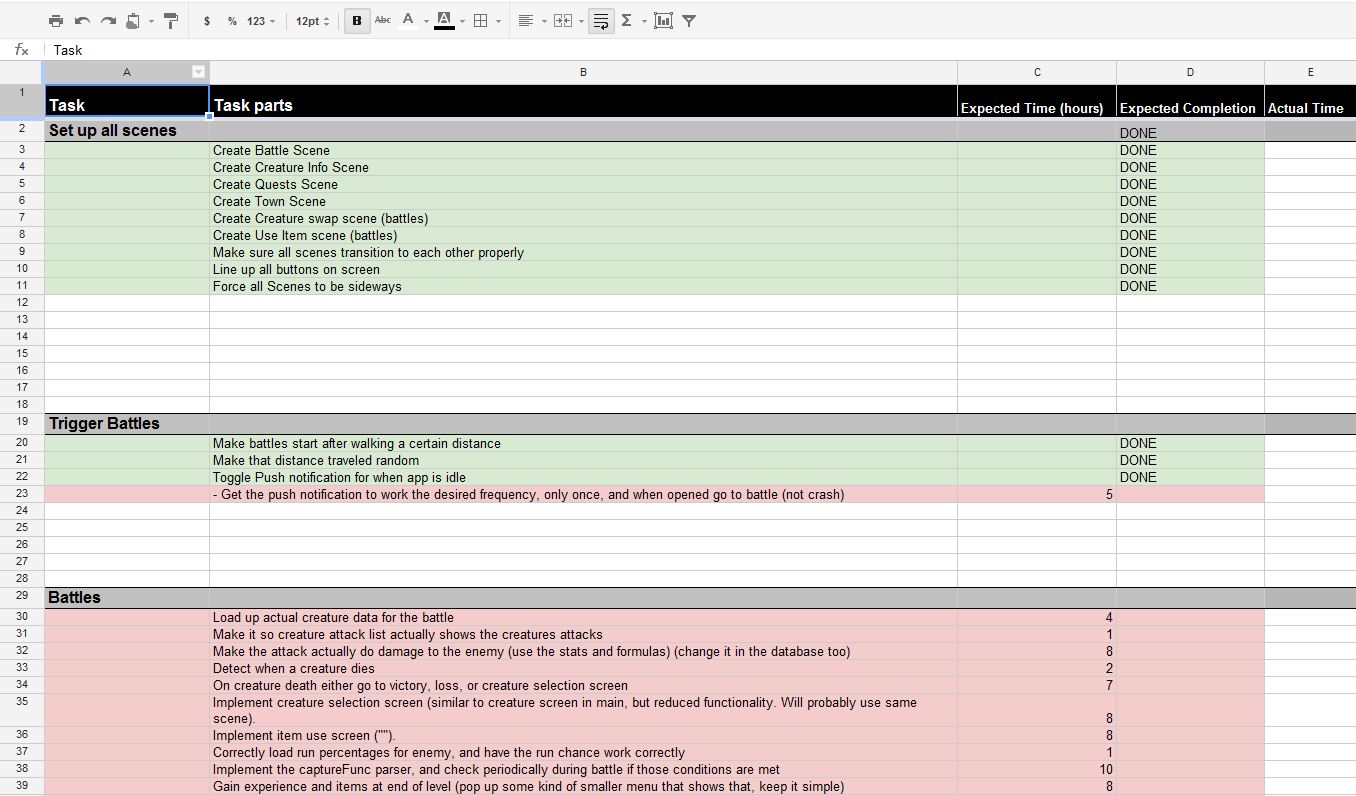 $ % 123 12pt B Abc A A Σ
fx Task
A B C D E
1 Task Task parts Expected Time (hours) Expected Completion Actual Time
2 Set up all scenes DONE
3 Create Battle Scene DONE
4 Create Creature Info Scene DONE
5 Create Quests Scene DONE
6 Create Town Scene DONE
7 Create Creature swap scene (battles) DONE
8 Create Use Item scene (battles) DONE
9 Make sure all scenes transition to each other properly DONE
10 Line up all buttons on screen DONE
11 Force all Scenes to be sideways DONE
12
13
14
15
16
17
18
19 Trigger Battles
20 Make battles start after walking a certain distance DONE
21 Make that distance traveled random DONE
22 Toggle Push notification for when app is idle DONE
23 - Get the push notification to work the desired frequency, only once, and when opened go to battle (not crash) 5
24
25
26
27
28
29 Battles
30 Load up actual creature data for the battle 4
31 Make it so creature attack list actually shows the creatures attacks 1
32 Make the attack actually do damage to the enemy (use the stats and formulas) (change it in the database too) 8
33 Detect when a creature dies 2
34 On creature death either go to victory, loss, or creature selection screen 7
35 Implement creature selection screen (similar to creature screen in main, but reduced functionality. Will probably use same
scene). 8
36 Implement item use screen (""). 8
37 Correctly load run percentages for enemy, and have the run chance work correctly 1
38 Implement the captureFunc parser, and check periodically during battle if those conditions are met 10
39 Gain experience and items at end of level (pop up some kind of smaller menu that shows that, keep it simple) 8